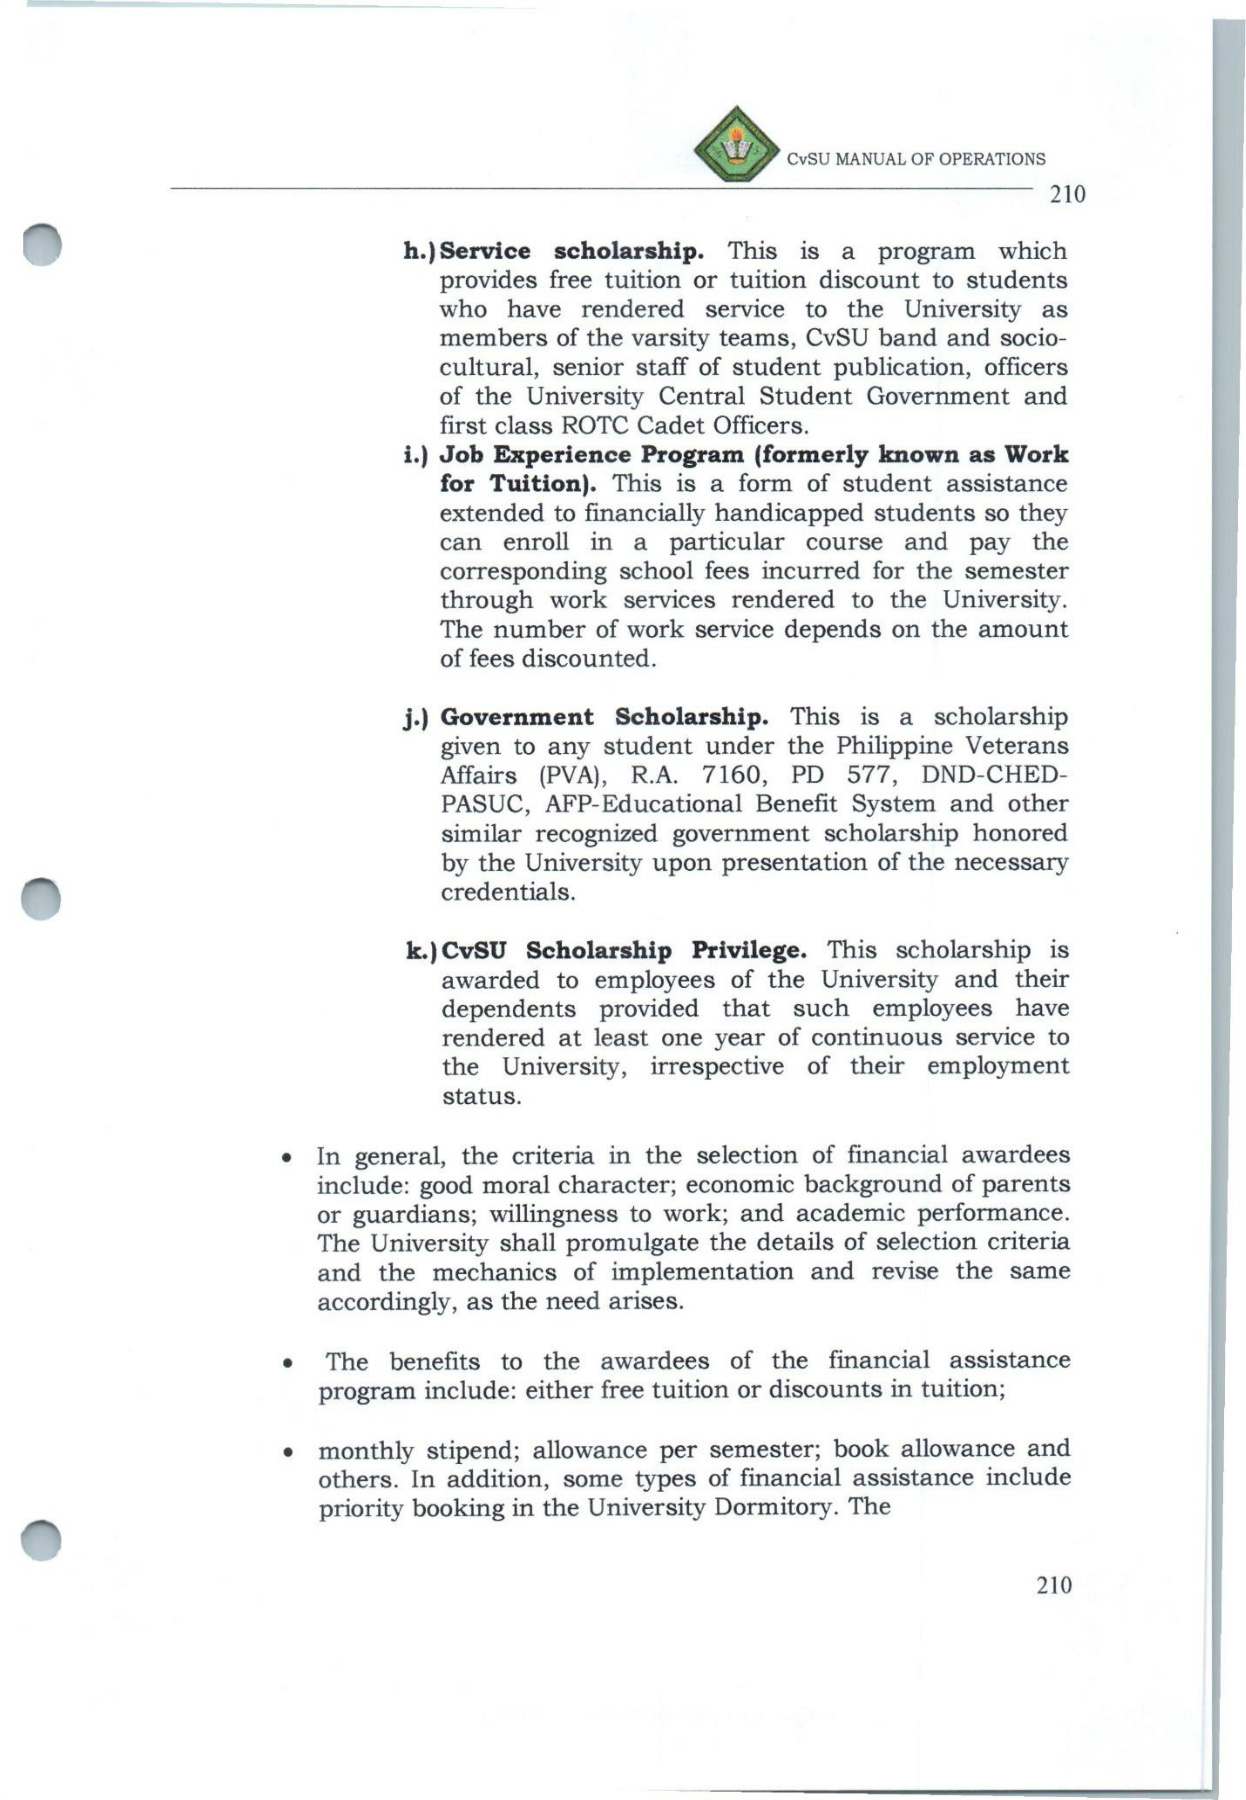 CvSU MANUAL OF OPERATIONS
210
h.) Service scholarship. This is a program which
provides free tuition or tuition discount to students
who have rendered service to the University as
members of the varsity teams, CvSU band and socio-
cultural, senior staff of student publication, officers
of the University Central Student Government and
first class ROTC Cadet Officers.
i.) Job Experience Program (formerly known as Work
for Tuition). This is a form of student assistance
extended to financially handicapped students so they
can enroll in a particular course and pay the
corresponding school fees incurred for the semester
through work services rendered to the University.
The number of work service depends on the amount
of fees discounted.
j.) Government Scholarship. This is a scholarship
given to any student under the Philippine Veterans
Affairs (PVA), R.A. 7160, PD 577, DND-CHED-
PASUC, AFP-Educational Benefit System and other
similar recognized government scholarship honored
by the University upon presentation of the necessary
credentials.
k.) CvSU Scholarship Privilege. This scholarship is
awarded to employees of the University and their
dependents provided that such employees have
rendered at least one year of continuous service to
the University, irrespective of their employment
status.
• In general, the criteria in the selection of financial awardees
include: good moral character; economic background of parents
or guardians; willingness to work; and academic performance.
The University shall promulgate the details of selection criteria
and the mechanics of implementation and revise the same
accordingly, as the need arises.
• The benefits to the awardees of the financial assistance
program include: either free tuition or discounts in tuition;
• monthly stipend; allowance per semester; book allowance and
others. In addition, some types of financial assistance include
priority booking in the University Dormitory. The
210